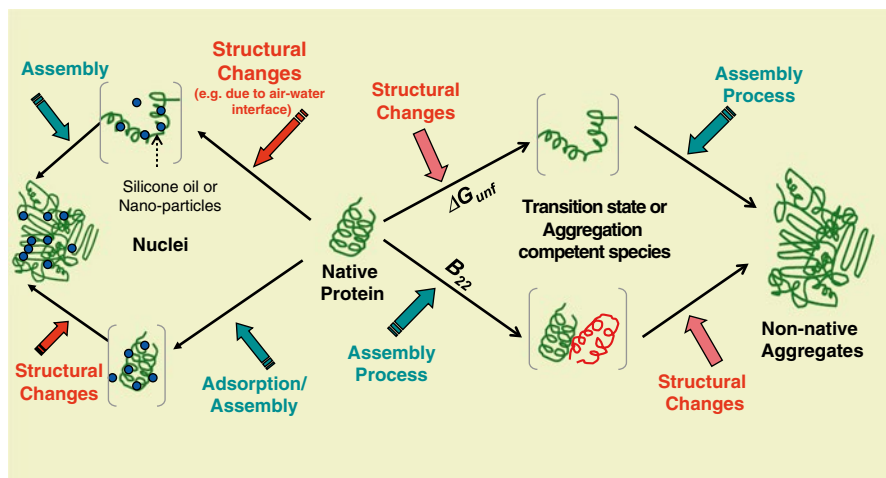 Assembly
Structural
Changes
(e.g. due to air-water
interface)
Silicone oil or
Nano-particles
Nuclei
Structural
Changes
Adsorption/
Assembly
Native
Protein
Structural
Changes
ΔG unf
B22
Assembly
Process
Transition state or
Aggregation
competent species
Assembly
Process
Structural
Changes
Non-native
Aggregates